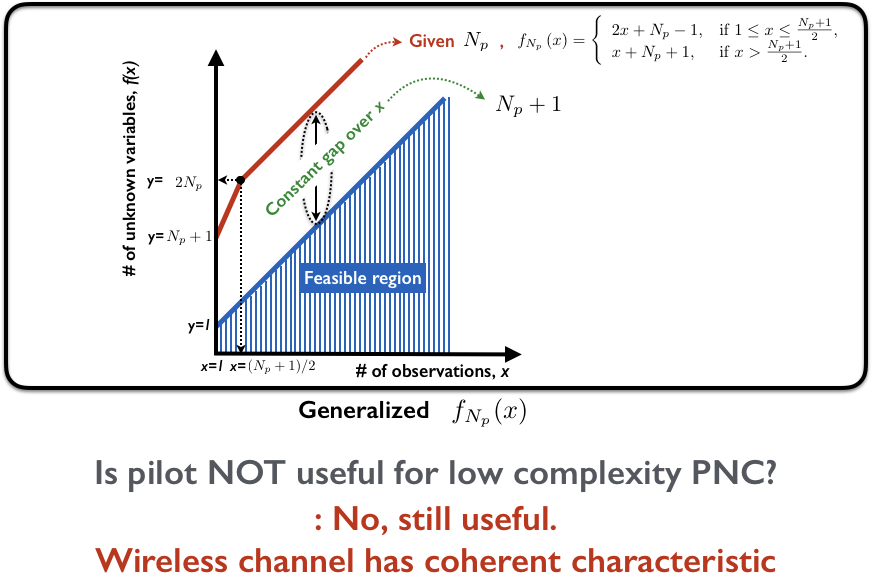 Given N_p , f_{N_p}(x) = { 2x + N_p − 1, if 1 ≤ x ≤ \frac{N_p+1}{2},
x + N_p + 1, if x > \frac{N_p+1}{2}.
# of unknown variables, f(x)
Constant gap over x
N_p + 1
y= 2N_p
y= N_p + 1
Feasible region
y=1
x=1 x= (N_p + 1)/2
# of observations, x
Generalized f_{N_p}(x)
Is pilot NOT useful for low complexity PNC?
: No, still useful.
Wireless channel has coherent characteristic